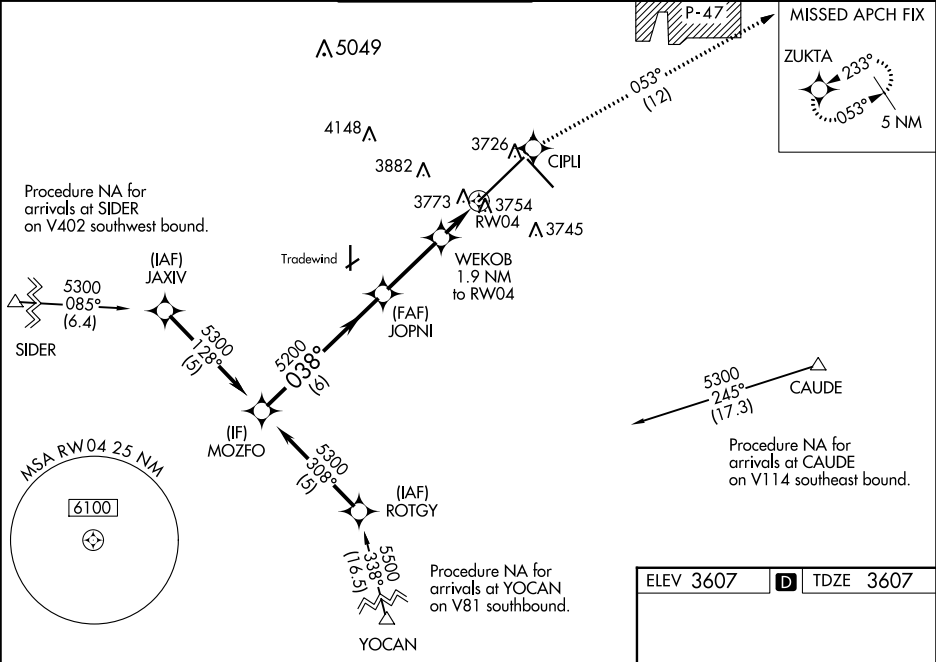 P-47
MISSED APCH FIX
ZUKTA
233°
053°
5 NM
5049
053°
(12)
4148
3726
CIPLI
3882
3773
3754
RW04
3745
Procedure NA for
arrivals at SIDER
on V402 southwest bound.
Tradewind
WEKOB
1.9 NM
to RW04
(IAF)
JAXIV
5300
085°
(6.4)
SIDER
(FAF)
JOPNI
5300
128°
(5)
5200
038°
(6)
5300
245°
(17.3)
CAUDE
(IF)
MOZFO
Procedure NA for
arrivals at CAUDE
on V114 southeast bound.
5300
308°
(5)
MSA RW04 25 NM
6100
(IAF)
ROTGY
5500
338°
(16.5)
Procedure NA for
arrivals at YOCAN
on V81 southbound.
YOCAN
ELEV 3607 D TDZE 3607